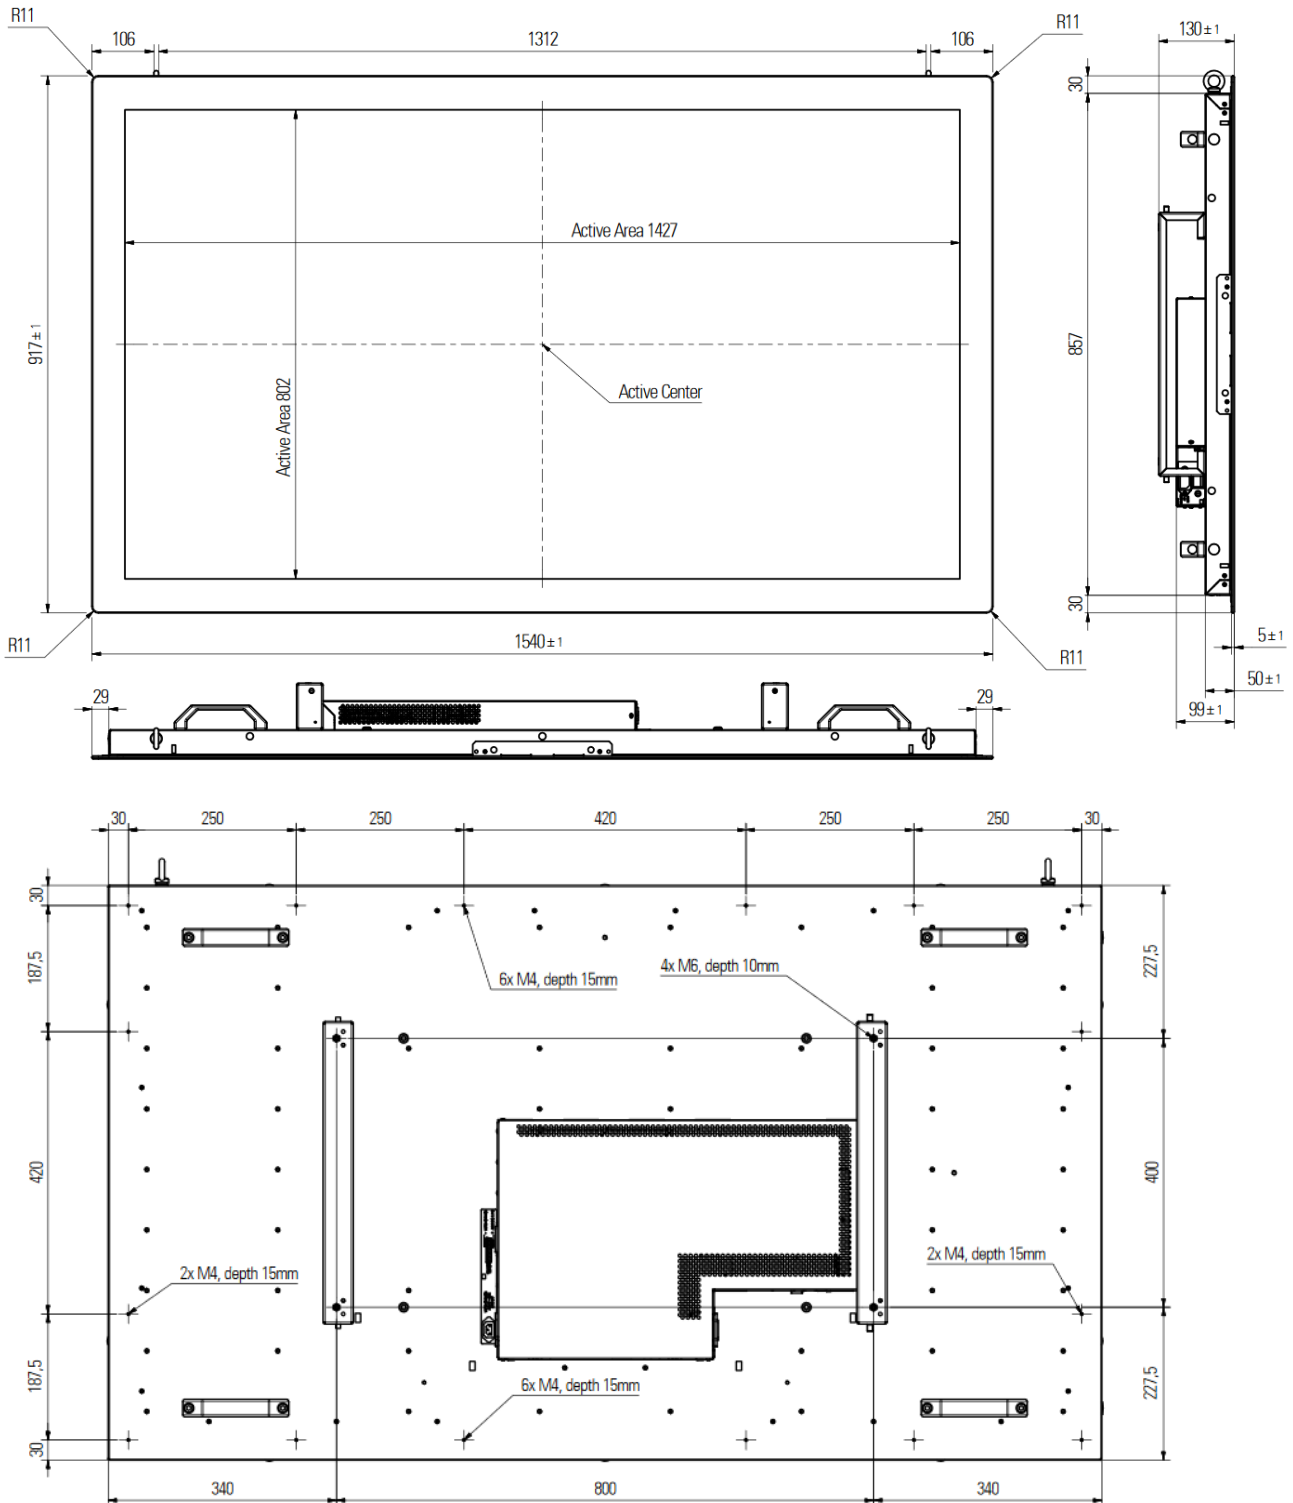 R11
106
1312
106
R11
130±1
30
Active Area 1427
917±1
857
Active Center
Active Area 802
30
R11
1540±1
R11
5±1
50±1
99±1
29
29
30
250
250
420
250
250
30
30
187,5
6x M4, depth 15mm
4x M6, depth 10mm
227,5
420
400
2x M4, depth 15mm
2x M4, depth 15mm
187,5
6x M4, depth 15mm
227,5
30
340
800
340